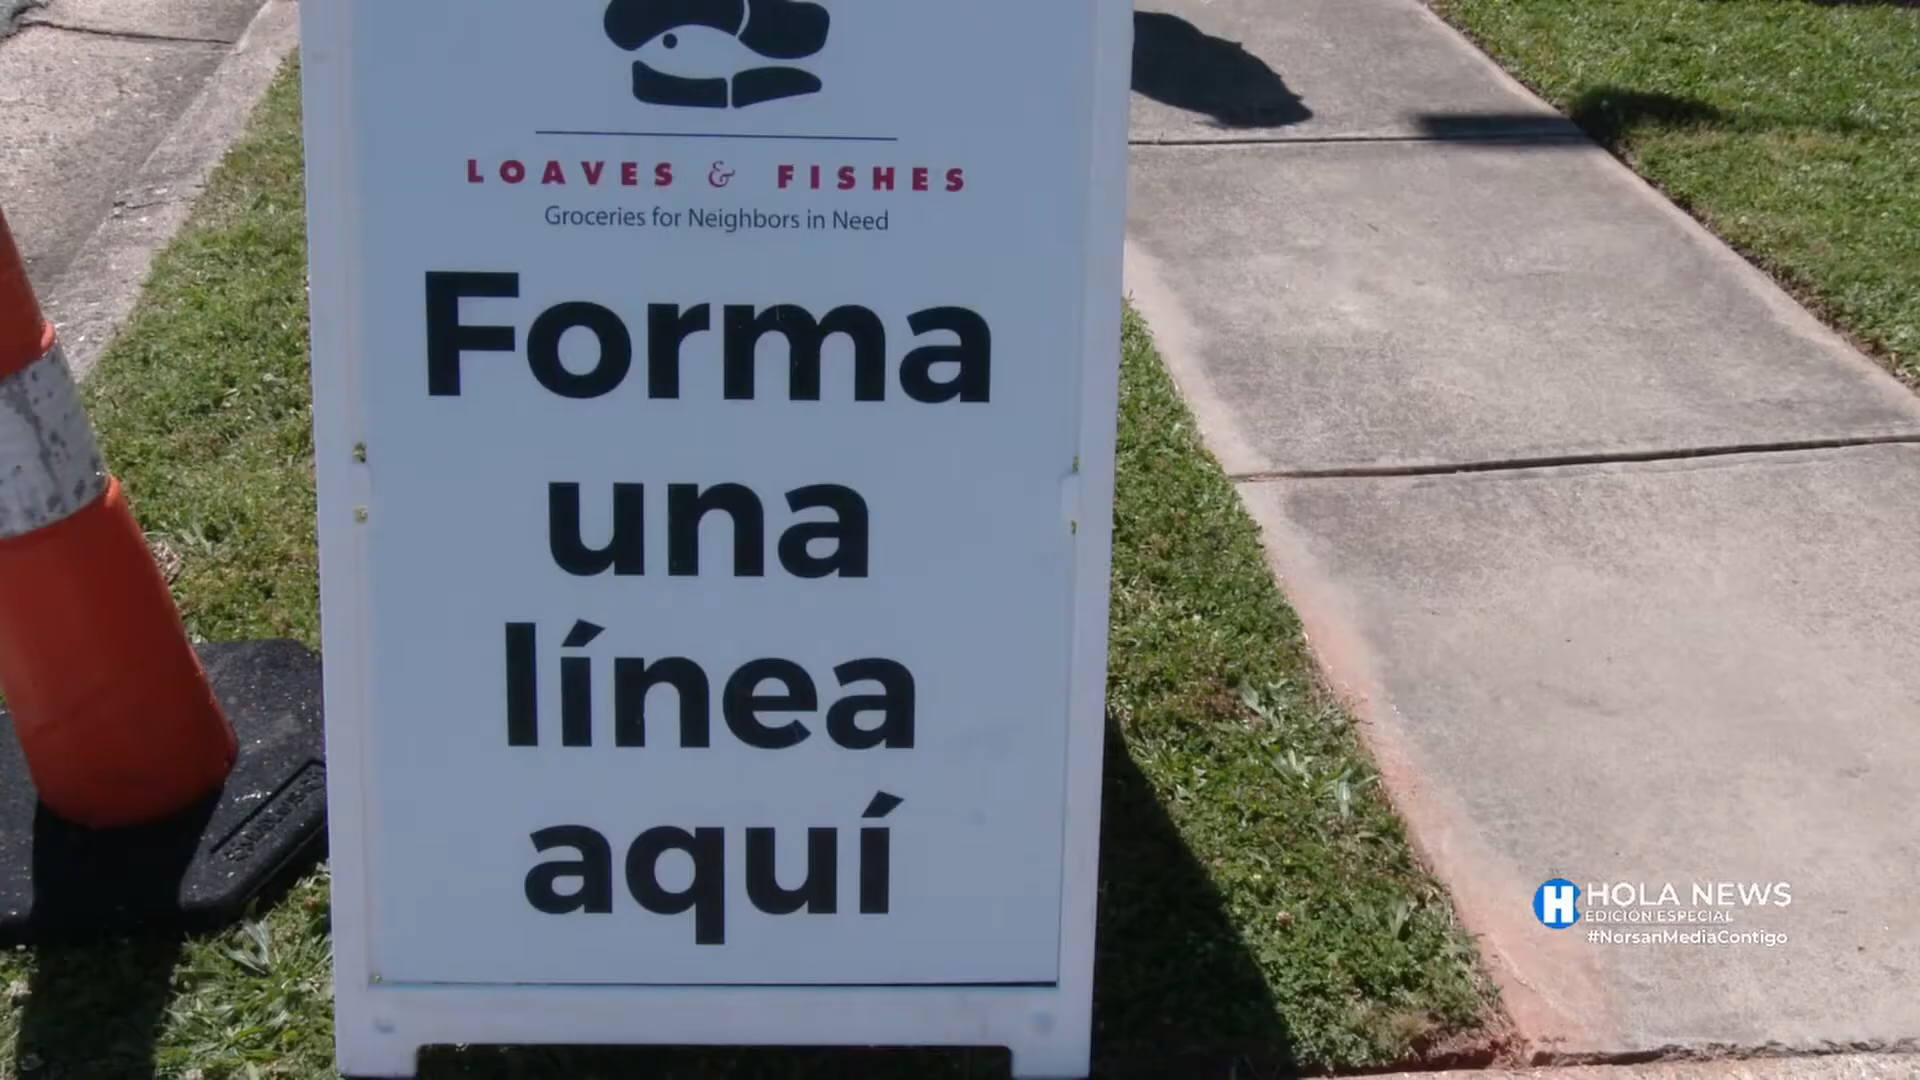 LOAVES & FISHES
Groceries for Neighbors in Need
Forma
una
línea
aquí
HOLA NEWS
EDICIÓN ESPECIAL
#NorsanMediaContigo